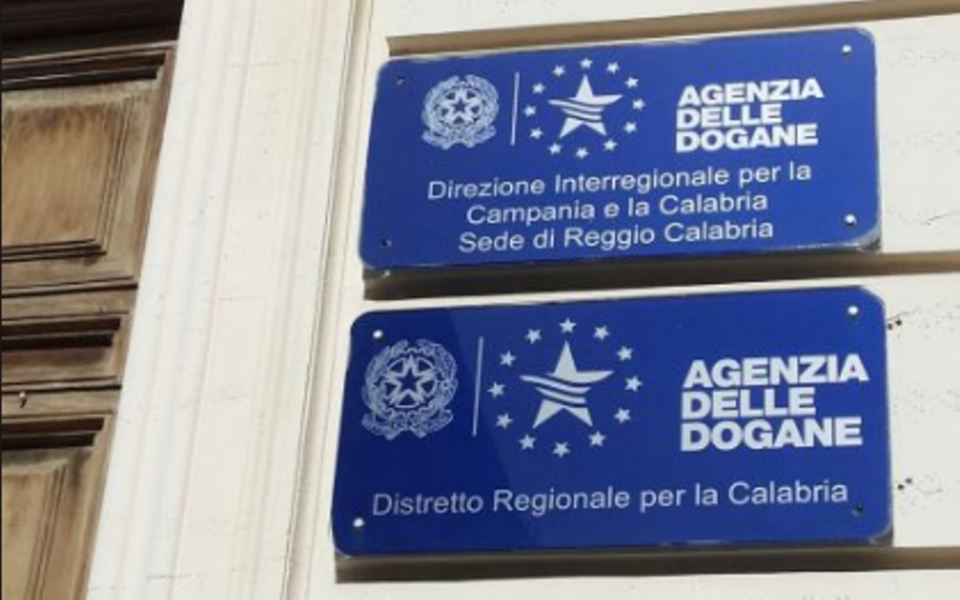 AGENZIA
DELLE
DOGANE
Direzione Interregionale per la
Campania e la Calabria
Sede di Reggio Calabria
AGENZIA
DELLE
DOGANE
Distretto Regionale per la Calabria